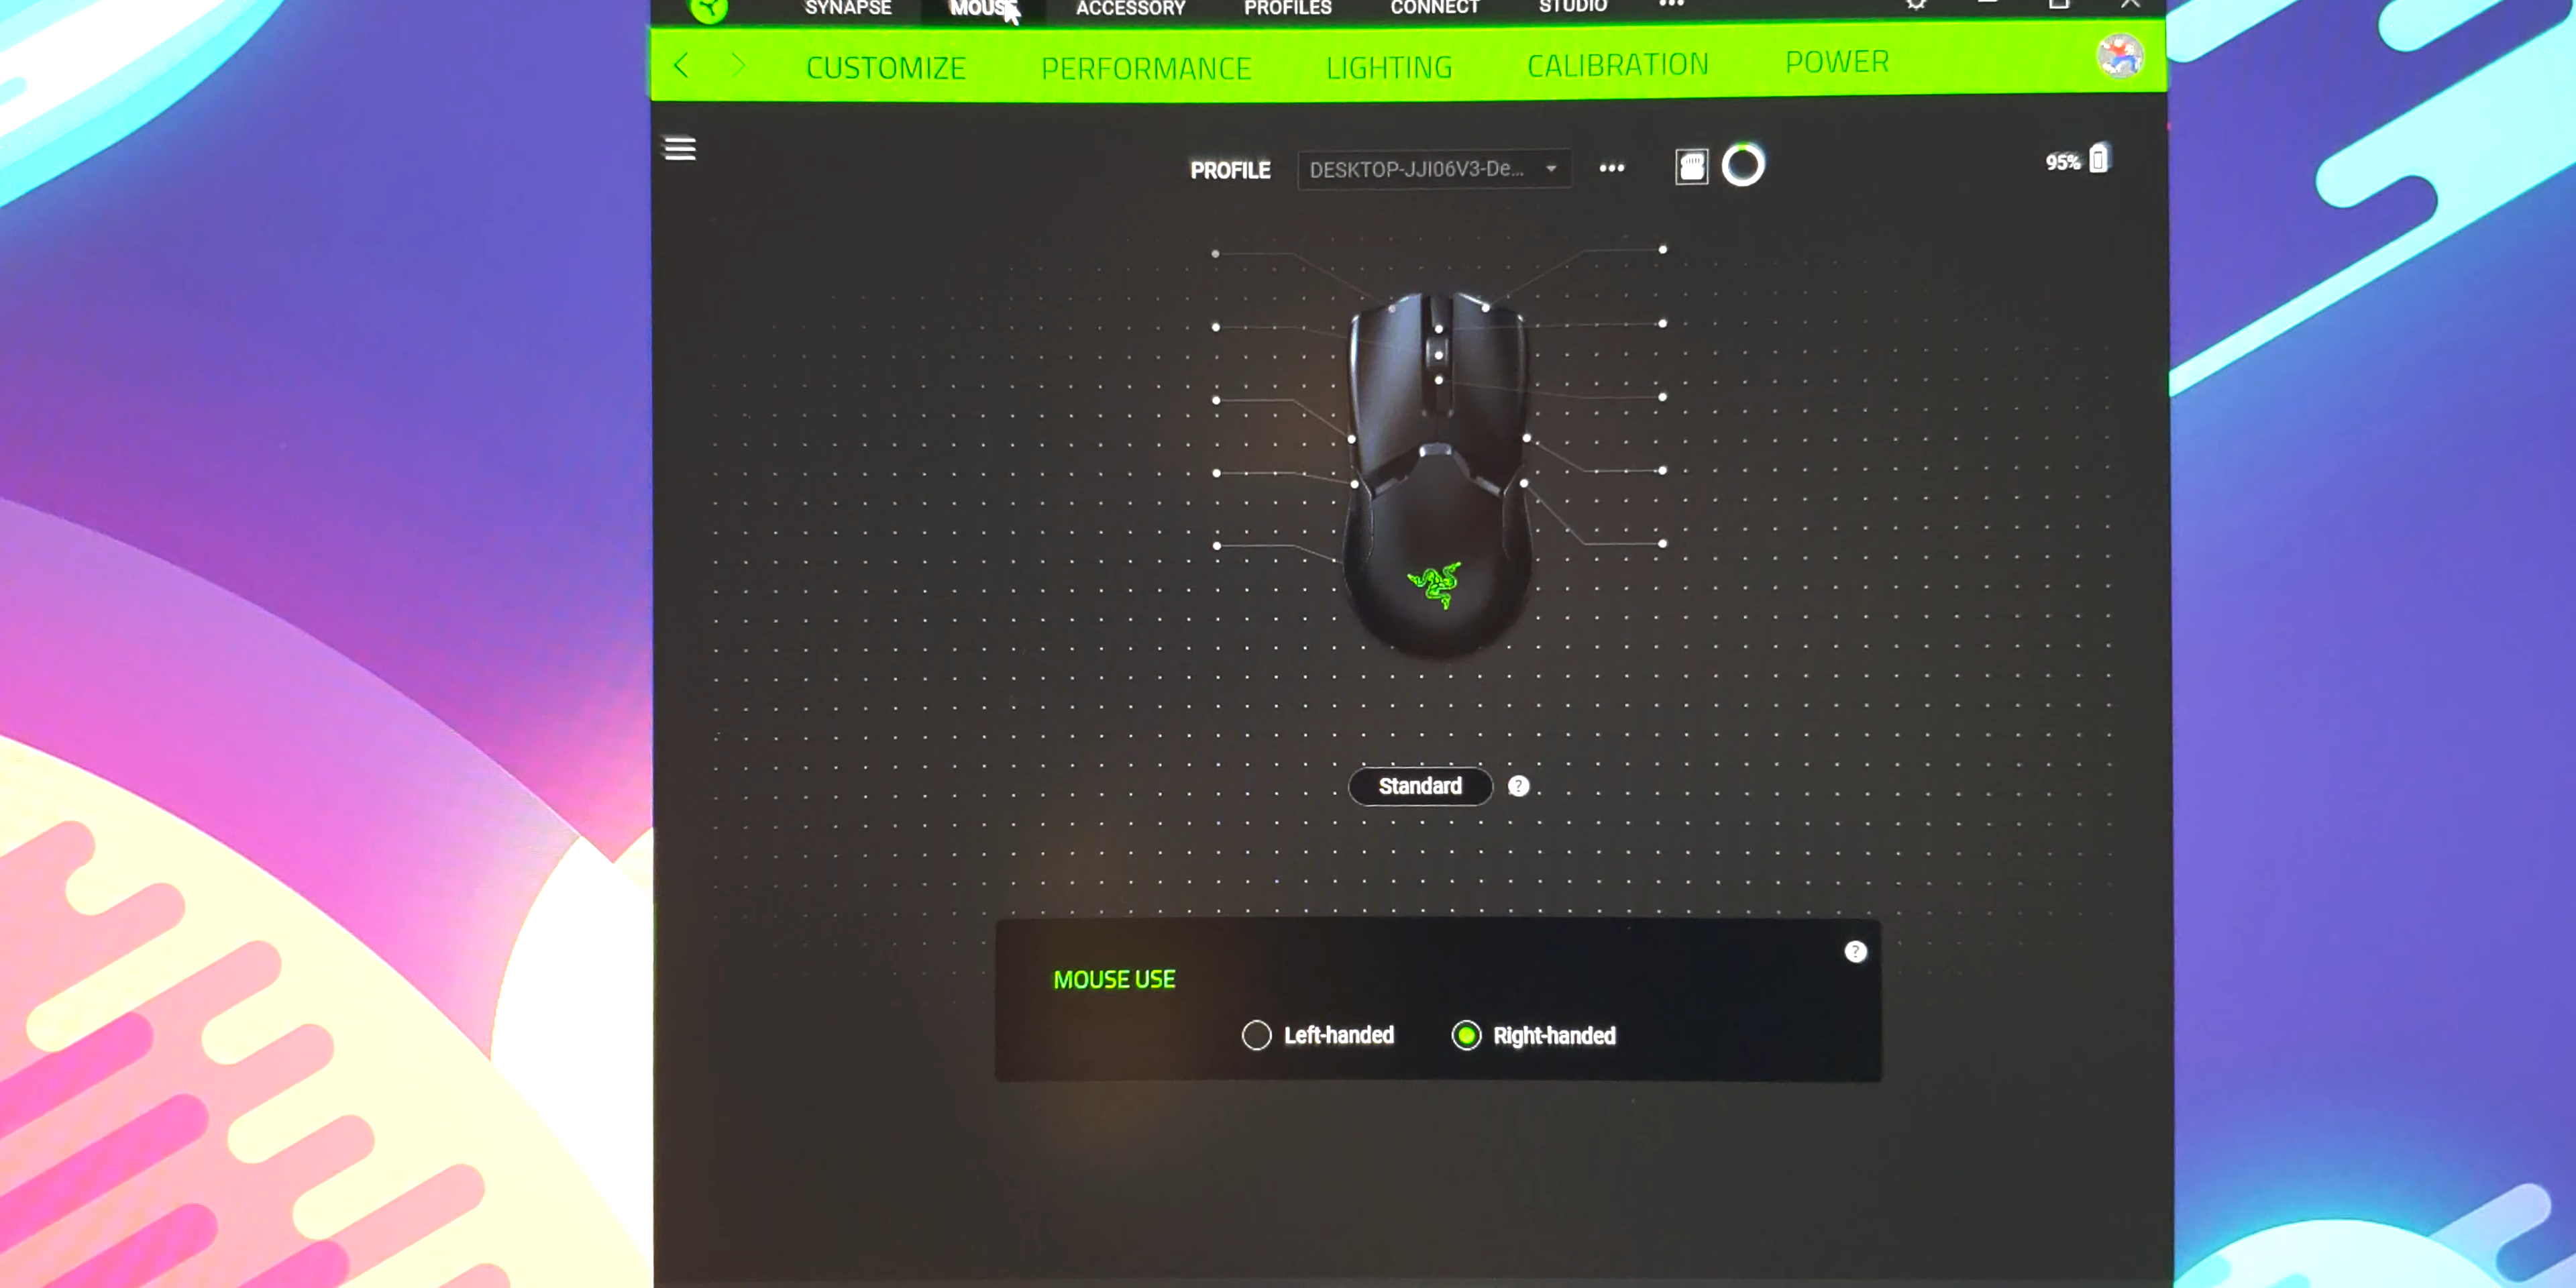 SYNAPSE MOUSE ACCESSORY PROFILES CONNECT STUDIO
CUSTOMIZE PERFORMANCE LIGHTING CALIBRATION POWER
PROFILE DESKTOP-JJI06V3-De... 95%
Standard ?
?
MOUSE USE
Left-handed Right-handed